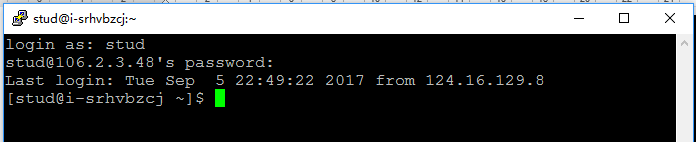 stud@i-srhvbzcj:~
login as: stud
stud@106.2.3.48's password:
Last login: Tue Sep  5 22:49:22 2017 from 124.16.129.8
[stud@i-srhvbzcj ~]$